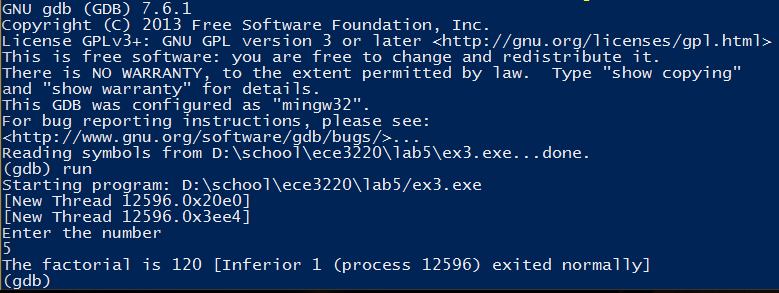 GNU gdb (GDB) 7.6.1
Copyright (C) 2013 Free Software Foundation, Inc.
License GPLv3+: GNU GPL version 3 or later <http://gnu.org/licenses/gpl.html>
This is free software: you are free to change and redistribute it.
There is NO WARRANTY, to the extent permitted by law.  Type "show copying"
and "show warranty" for details.
This GDB was configured as "mingw32".
For bug reporting instructions, please see:
<http://www.gnu.org/software/gdb/bugs/>...
Reading symbols from D:\school\ece3220\lab5\ex3.exe...done.
(gdb) run
Starting program: D:\school\ece3220\lab5/ex3.exe
[New Thread 12596.0x20e0]
[New Thread 12596.0x3ee4]
Enter the number
5
The factorial is 120 [Inferior 1 (process 12596) exited normally]
(gdb)